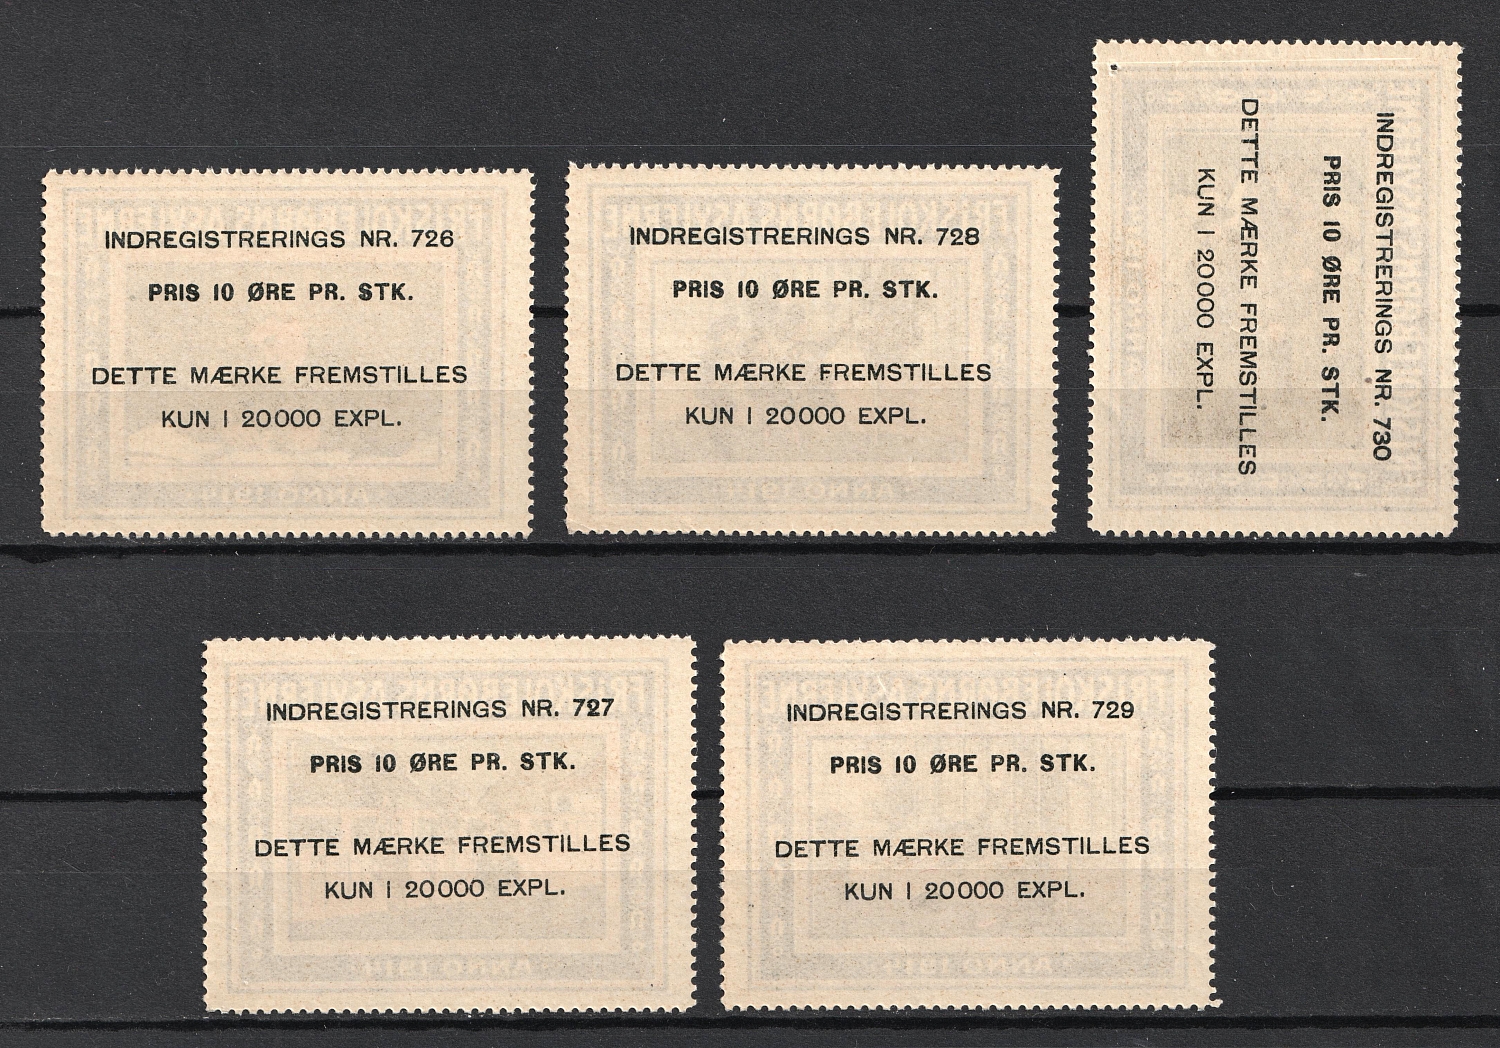 INDREGISTRERINGS NR. 726
PRIS 10 ØRE PR. STK.
DETTE MÆRKE FREMSTILLES
KUN I 20000 EXPL.
INDREGISTRERINGS NR. 728
PRIS 10 ØRE PR. STK.
DETTE MÆRKE FREMSTILLES
KUN I 20000 EXPL.
INDREGISTRERINGS NR. 730
PRIS 10 ØRE PR. STK.
DETTE MÆRKE FREMSTILLES
KUN I 20000 EXPL.
INDREGISTRERINGS NR. 727
PRIS 10 ØRE PR. STK.
DETTE MÆRKE FREMSTILLES
KUN I 20000 EXPL.
INDREGISTRERINGS NR. 729
PRIS 10 ØRE PR. STK.
DETTE MÆRKE FREMSTILLES
KUN I 20000 EXPL.